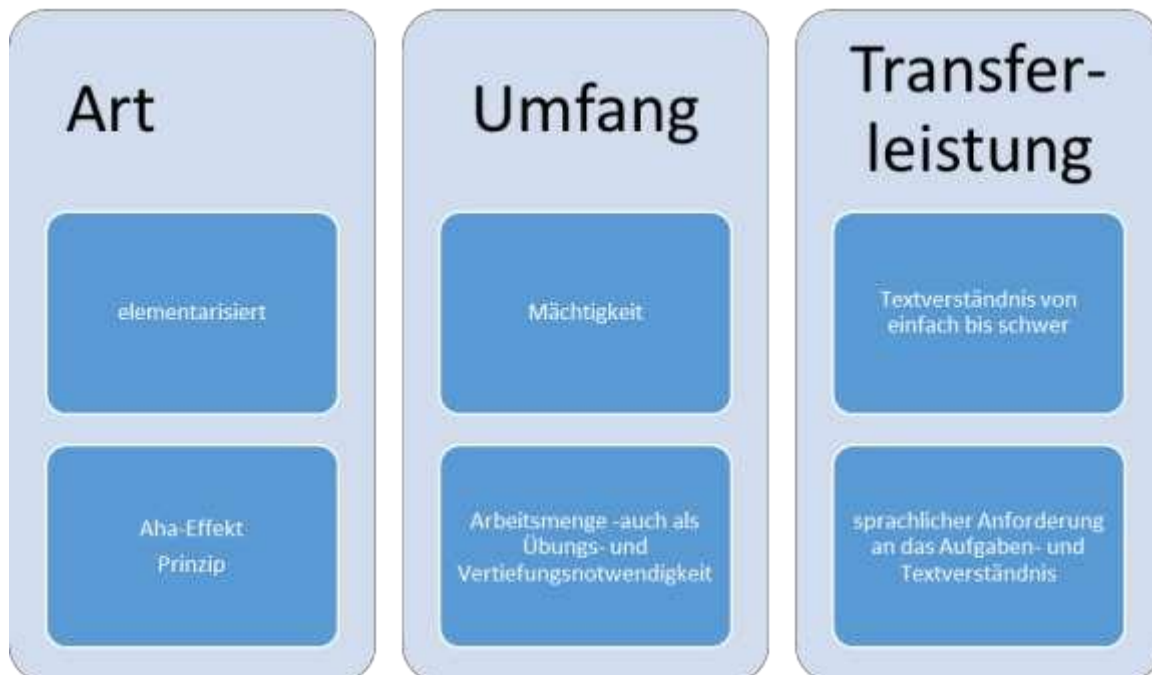 Art
elementarisiert
Aha-Effekt
Prinzip
Umfang
Mächtigkeit
Arbeitsmenge -auch als
Übungs- und
Vertiefungsnotwendigkeit
Transfer-
leistung
Textverständnis von
einfach bis schwer
sprachlicher Anforderung
an das Aufgaben- und
Textverständnis